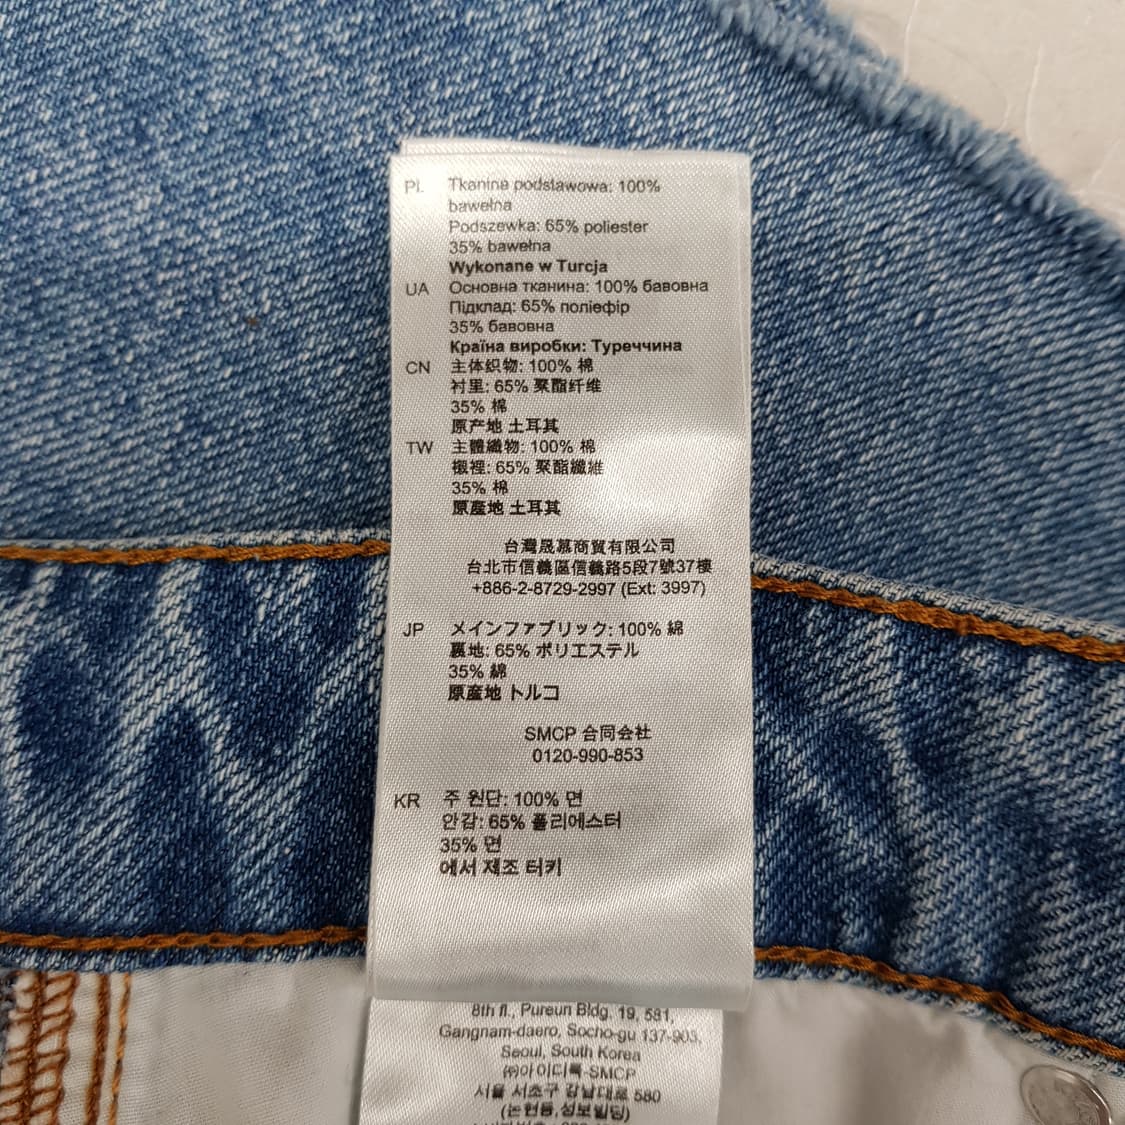 PL Tkanina podstawowa: 100%
bawełna
Podszewka: 65% poliester
35% bawełna
Wykonane w Turcja
UA Основна тканина: 100% бавовна
Підклад: 65% поліефір
35% бавовна
Країна виробки: Туреччина
CN 主体织物: 100% 棉
衬里: 65% 聚酯纤维
35% 棉
原产地 土耳其
TW 主體織物: 100% 棉
襯裡: 65% 聚酯纖維
35% 棉
原產地 土耳其
台灣晟慕商貿有限公司
台北市信義區信義路5段7號37樓
+886-2-8729-2997 (Ext: 3997)
JP メインファブリック: 100% 綿
裏地: 65% ポリエステル
35% 綿
原産地 トルコ
SMCP 合同会社
0120-990-853
KR 주 원단: 100% 면
안감: 65% 폴리에스터
35% 면
에서 제조 터키
8th fl., Pureun Bldg. 19, 581,
Gangnam-daero, Socho-gu 137-903,
Seoul, South Korea
㈜아이디룩-SMCP
서울 서초구 강남대로 580
(논현동,성보빌딩)